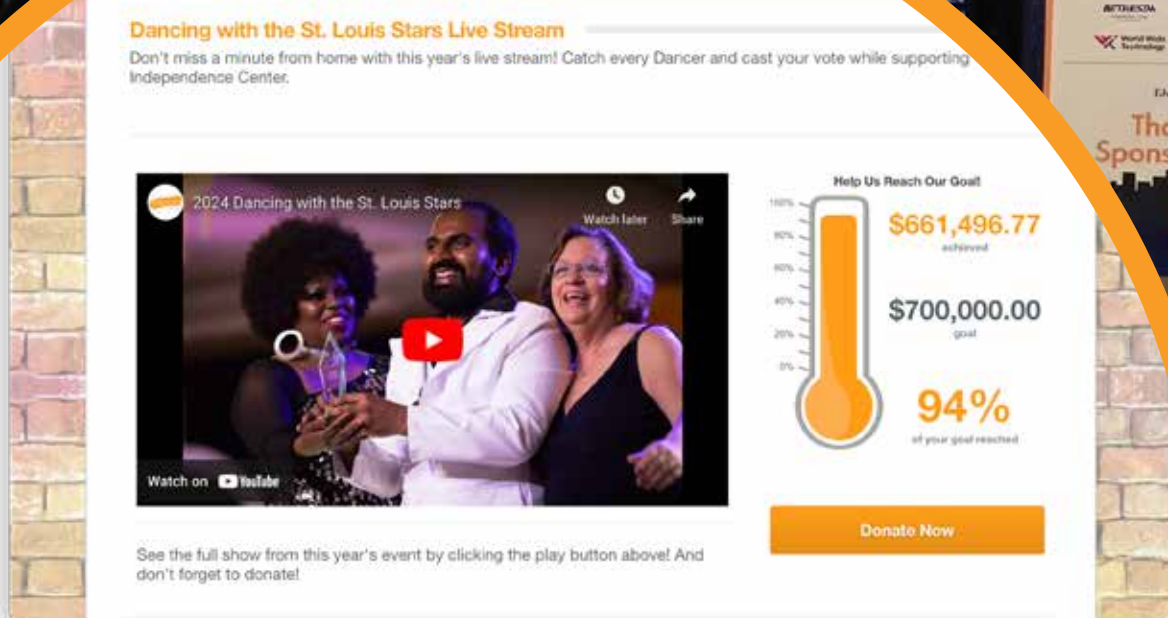 Dancing with the St. Louis Stars Live Stream
Don't miss a minute from home with this year's live stream! Catch every Dancer and cast your vote while supporting
Independence Center.
2024 Dancing with the St. Louis Stars
Watch later
Share
Watch on YouTube
Help Us Reach Our Goal!
100%
80%
60%
40%
20%
0%
$661,496.77
achieved
$700,000.00
goal
94%
of your goal reached
Donate Now
See the full show from this year's event by clicking the play button above! And
don't forget to donate!
BETHESDA
World Wide
Technology
Tha
Spons